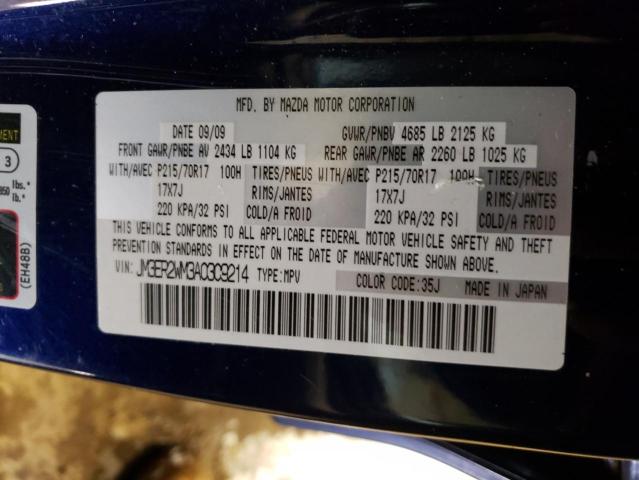 MFD. BY MAZDA MOTOR CORPORATION
DATE 09/09 GVWR/PNBV 4685 LB 2125 KG
FRONT GAWR/PNBE AV 2434 LB 1104 KG REAR GAWR/PNBE AR 2260 LB 1025 KG
WITH/AVEC P215/70R17 100H TIRES/PNEUS WITH/AVEC P215/70R17 100H TIRES/PNEUS
17X7J RIMS/JANTES 17X7J RIMS/JANTES
220 KPA/32 PSI COLD/A FROID 220 KPA/32 PSI COLD/A FROID
THIS VEHICLE CONFORMS TO ALL APPLICABLE FEDERAL MOTOR VEHICLE SAFETY AND THEFT
PREVENTION STANDARDS IN EFFECT ON THE DATE OF MANUFACTURE SHOWN ABOVE.
VIN: JM3ER2WM3A0309214 TYPE:MPV COLOR CODE:35J MADE IN JAPAN
MENT
3
lbs.*
lb.*
(EH48B)